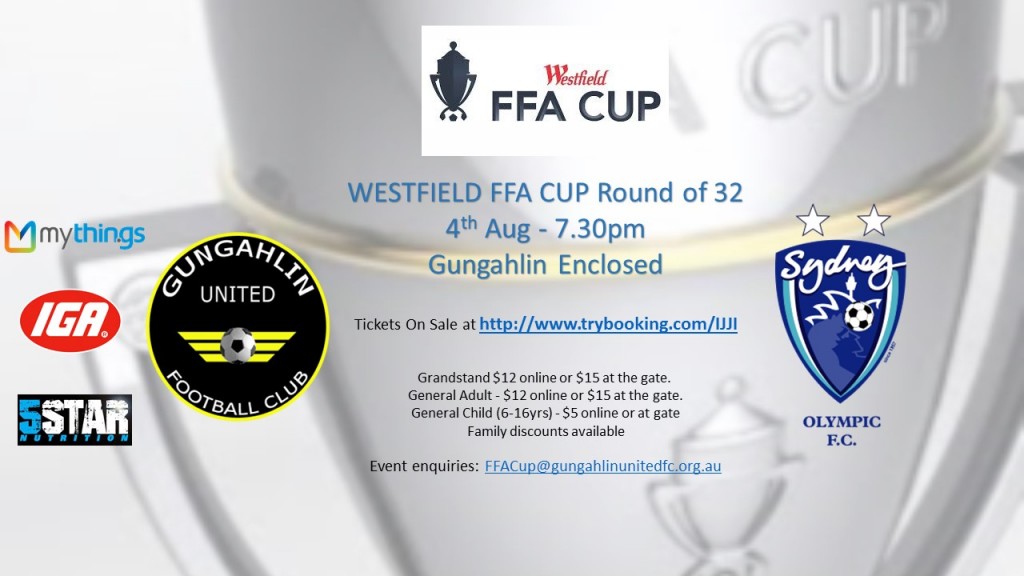 FFA CUP
Westfield
FFA CUP
WESTFIELD FFA CUP Round of 32
4th Aug - 7.30pm
Gungahlin Enclosed
mythings
IGA
5STAR
NUTRITION
GUNGAHLIN
UNITED
FOOTBALL CLUB
Tickets On Sale at http://www.trybooking.com/IJJI
Grandstand $12 online or $15 at the gate.
General Adult - $12 online or $15 at the gate.
General Child (6-16yrs) - $5 online or at gate
Family discounts available
Event enquiries: FFACup@gungahlinunitedfc.org.au
Sydney
OLYMPIC
F.C.